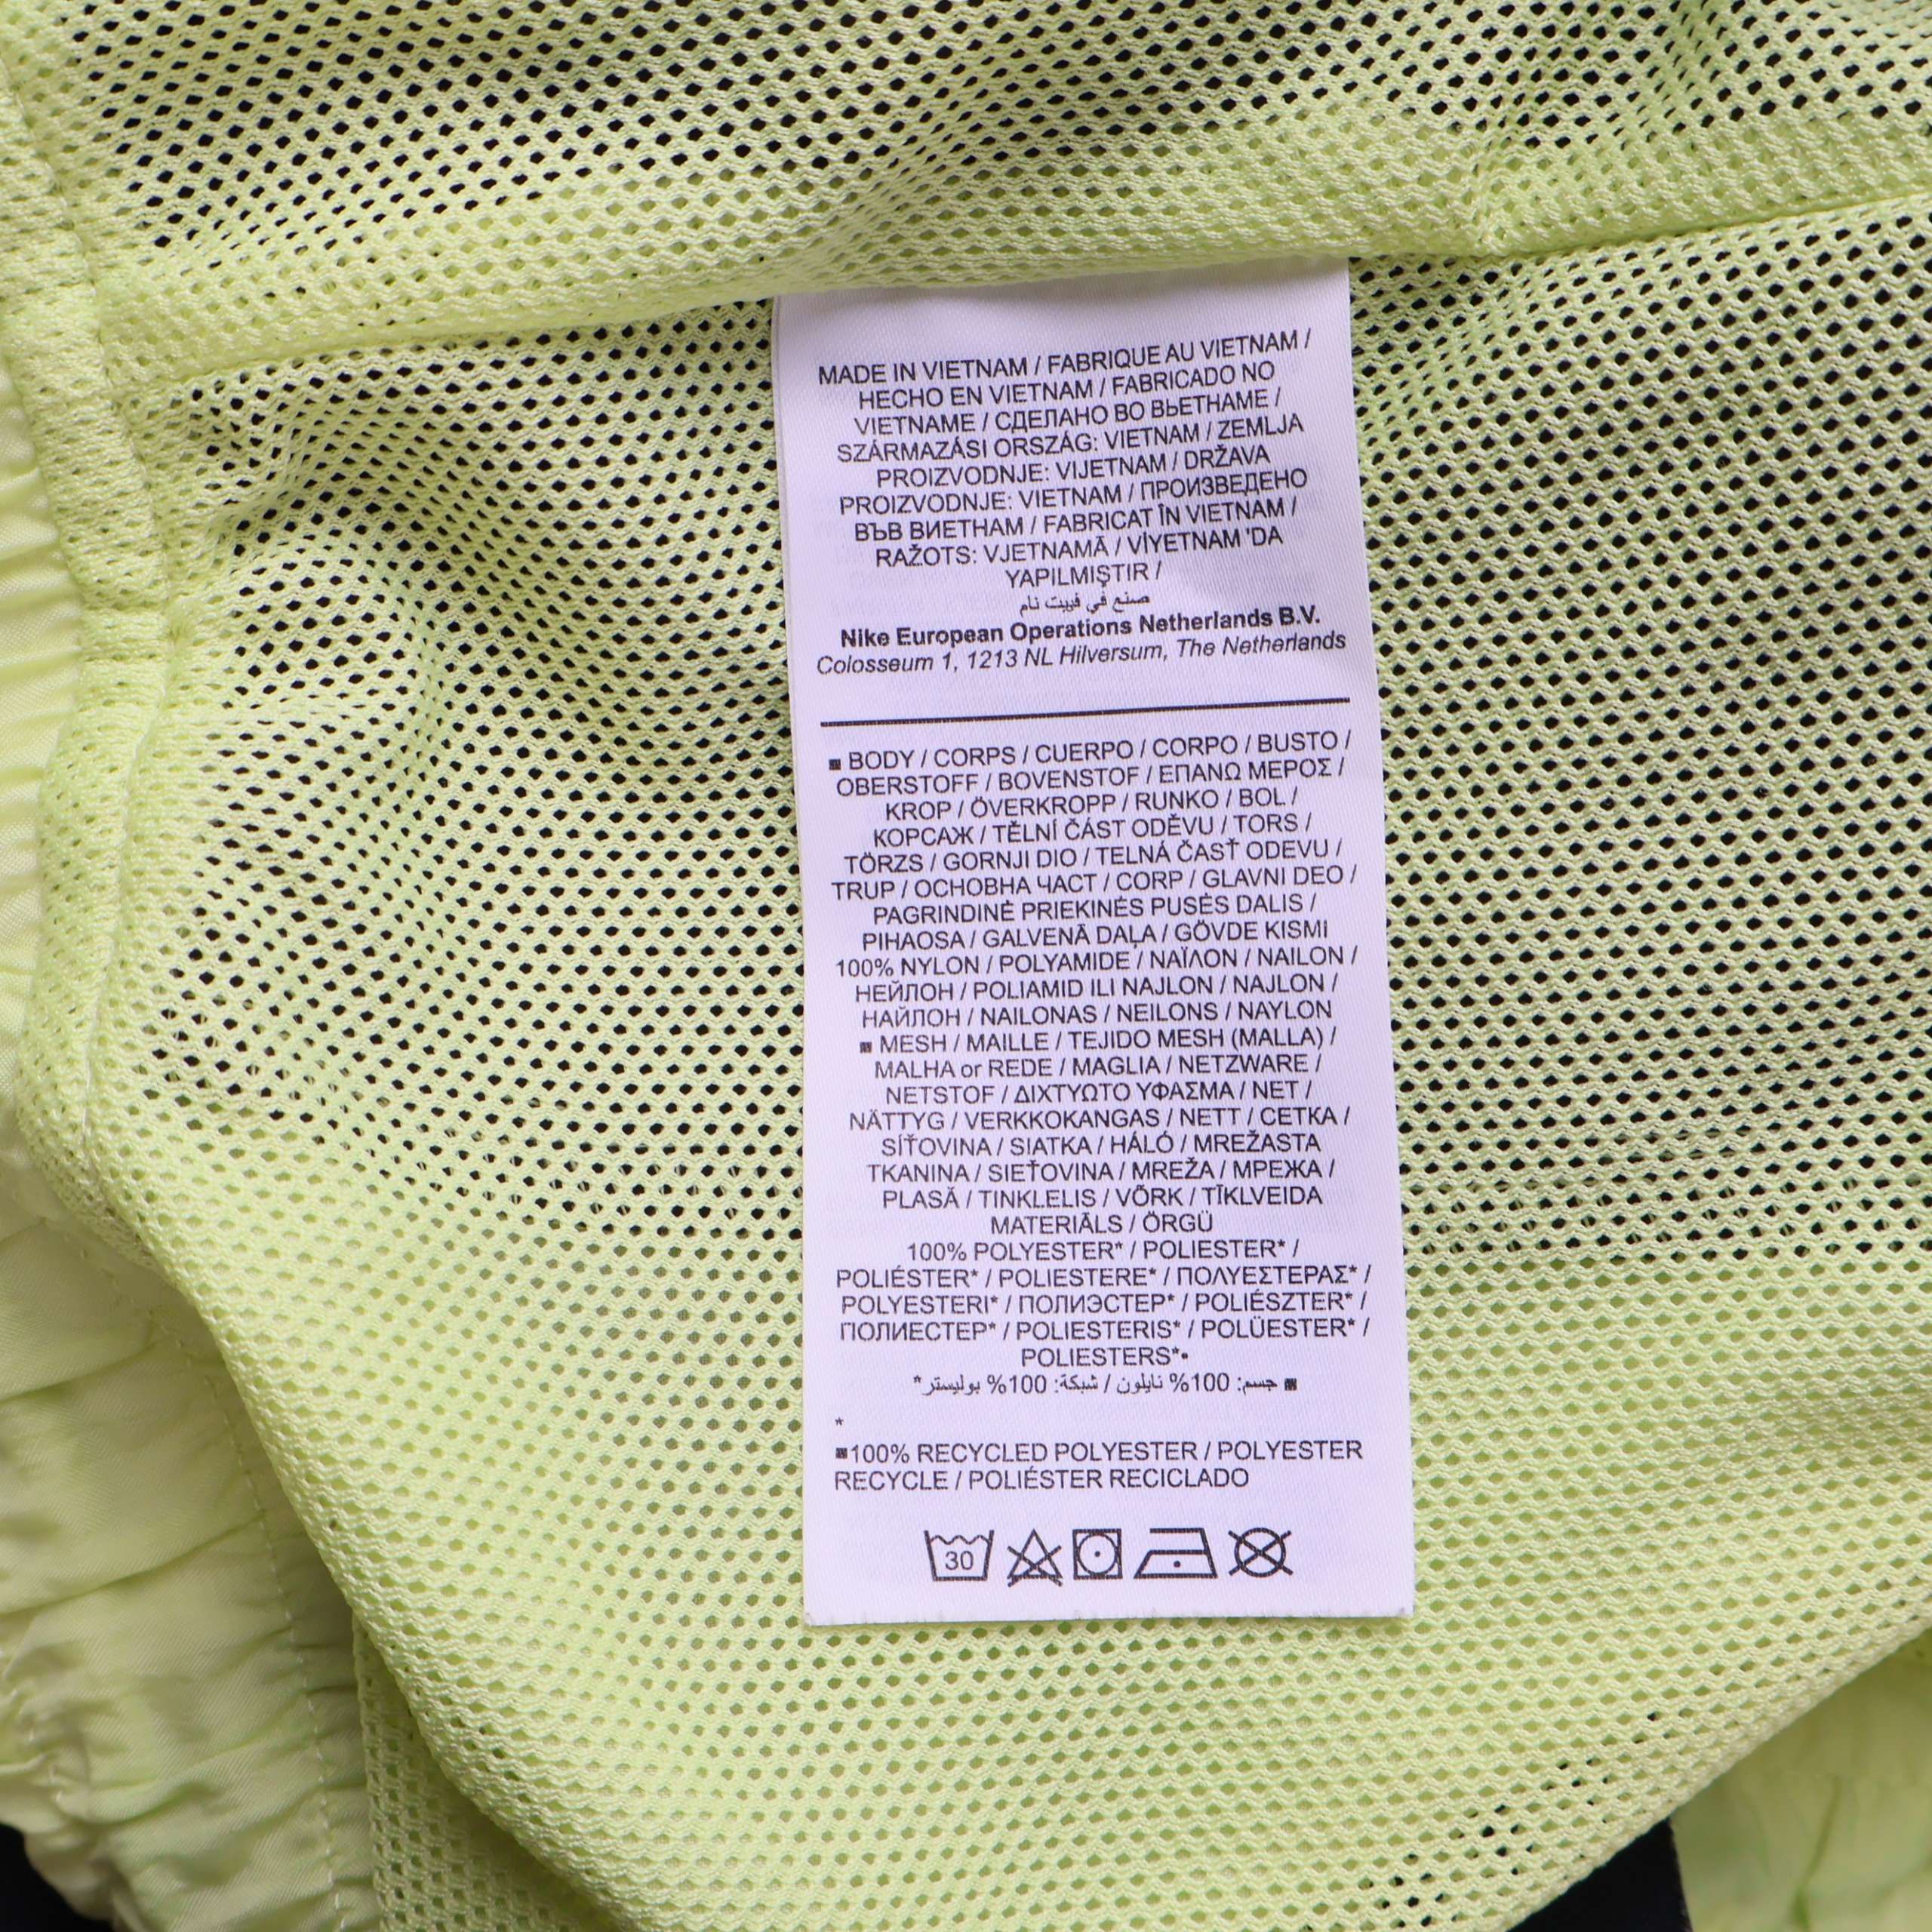 MADE IN VIETNAM / FABRIQUE AU VIETNAM /
HECHO EN VIETNAM / FABRICADO NO
VIETNAME / СДЕЛАНО ВО ВЬЕТНАМЕ /
SZÁRMAZÁSI ORSZÁG: VIETNAM / ZEMLJA
PROIZVODNJE: VIJETNAM / DRŽAVA
PROIZVODNJE: VIETNAM / ПРОИЗВЕДЕНО
ВЪВ ВИЕТНАМ / FABRICAT ÎN VIETNAM /
RAŽOTS: VJETNAMĀ / VİYETNAM 'DA
YAPILMIŞTIR /
صنع في فييت نام
Nike European Operations Netherlands B.V.
Colosseum 1, 1213 NL Hilversum, The Netherlands
■ BODY / CORPS / CUERPO / CORPO / BUSTO /
OBERSTOFF / BOVENSTOF / ΕΠΑΝΩ ΜΕΡΟΣ /
KROP / ÖVERKROPP / RUNKO / BOL /
КОРСАЖ / TĚLNÍ ČÁST ODĚVU / TORS /
TÖRZS / GORNJI DIO / TELNÁ ČASŤ ODEVU /
TRUP / ОСНОВНА ЧАСТ / CORP / GLAVNI DEO /
PAGRINDINĖ PRIEKINĖS PUSĖS DALIS /
PIHAOSA / GALVENĀ DAĻA / GÖVDE KISMI
100% NYLON / POLYAMIDE / ΝΑΪΛΟΝ / NAILON /
НЕЙЛОН / POLIAMID ILI NAJLON / NAJLON /
НАЙЛОН / NAILONAS / NEILONS / NAYLON
■ MESH / MAILLE / TEJIDO MESH (MALLA) /
MALHA or REDE / MAGLIA / NETZWARE /
NETSTOF / ΔΙΧΤΥΩΤΟ ΥΦΑΣΜΑ / NET /
NÄTTYG / VERKKOKANGAS / NETT / СЕТКА /
SÍŤOVINA / SIATKA / HÁLÓ / MREŽASTA
TKANINA / SIEŤOVINA / MREŽA / МРЕЖА /
PLASĂ / TINKLELIS / VÕRK / TĪKLVEIDA
MATERIĀLS / ÖRGÜ
100% POLYESTER* / POLIESTER* /
POLIÉSTER* / POLIESTERE* / ΠΟΛΥΕΣΤΕΡΑΣ* /
POLYESTERI* / ПОЛИЭСТЕР* / POLIÉSZTER* /
ПОЛИЕСТЕР* / POLIESTERIS* / POLÜESTER* /
POLIESTERS*•
■ جسم: 100% نايلون / شبكة: 100% بوليستر*
*
■100% RECYCLED POLYESTER / POLYESTER
RECYCLE / POLIÉSTER RECICLADO
30